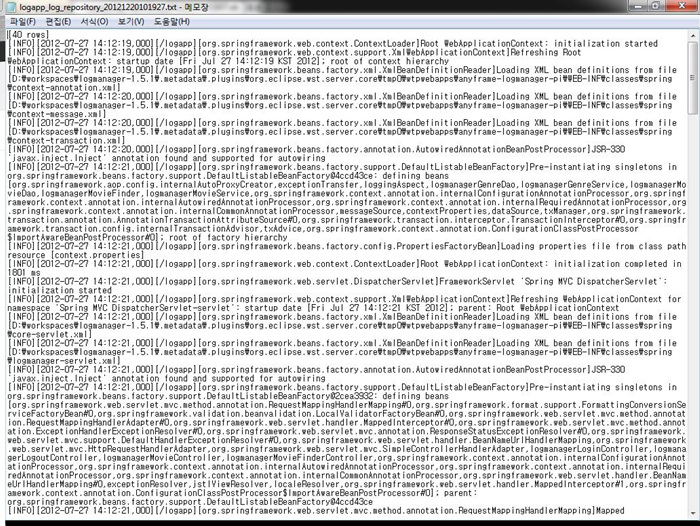 logapp_log_repository_20121220101927.txt - 메모장
파일(F) 편집(E) 서식(O) 보기(V) 도움말(H)
[40 rows]
[INFO][2012-07-27 14:12:19,000][/logapp][org.springframework.web.context.ContextLoader]Root WebApplicationContext: initialization started
[INFO][2012-07-27 14:12:19,000][/logapp][org.springframework.web.context.support.XmlWebApplicationContext]Refreshing Root
WebApplicationContext: startup date [Fri Jul 27 14:12:19 KST 2012]; root of context hierarchy
[INFO][2012-07-27 14:12:20,000][/logapp][org.springframework.beans.factory.xml.XmlBeanDefinitionReader]Loading XML bean definitions from file
[D:₩workspaces₩logmanager-1.5.1₩.metadata₩.plugins₩org.eclipse.wst.server.core₩tmp0₩wtpwebapps₩anyframe-logmanager-pi₩WEB-INF₩classes₩spring
₩context-annotation.xml]
[INFO][2012-07-27 14:12:20,000][/logapp][org.springframework.beans.factory.xml.XmlBeanDefinitionReader]Loading XML bean definitions from file
[D:₩workspaces₩logmanager-1.5.1₩.metadata₩.plugins₩org.eclipse.wst.server.core₩tmp0₩wtpwebapps₩anyframe-logmanager-pi₩WEB-INF₩classes₩spring
₩context-message.xml]
[INFO][2012-07-27 14:12:20,000][/logapp][org.springframework.beans.factory.xml.XmlBeanDefinitionReader]Loading XML bean definitions from file
[D:₩workspaces₩logmanager-1.5.1₩.metadata₩.plugins₩org.eclipse.wst.server.core₩tmp0₩wtpwebapps₩anyframe-logmanager-pi₩WEB-INF₩classes₩spring
₩context-transaction.xml]
[INFO][2012-07-27 14:12:20,000][/logapp][org.springframework.beans.factory.annotation.AutowiredAnnotationBeanPostProcessor]JSR-330
'javax.inject.Inject' annotation found and supported for autowiring
[INFO][2012-07-27 14:12:21,000][/logapp][org.springframework.beans.factory.support.DefaultListableBeanFactory]Pre-instantiating singletons in
org.springframework.beans.factory.support.DefaultListableBeanFactory@4ccd43ce: defining beans
[org.springframework.aop.config.internalAutoProxyCreator,exceptionTransfer,loggingAspect,logmanagerGenreDao,logmanagerGenreService,logmanagerMo
vieDao,logmanagerMovieFinder,logmanagerMovieService,org.springframework.context.annotation.internalConfigurationAnnotationProcessor,org.spri
framework.context.annotation.internalAutowiredAnnotationProcessor,org.springframework.context.annotation.internalRequiredAnnotationProcessor,org
.springframework.context.annotation.internalCommonAnnotationProcessor,messageSource,contextProperties,dataSource,txManager,org.springframework.
transaction.annotation.AnnotationTransactionAttributeSource#0,org.springframework.transaction.interceptor.TransactionInterceptor#0,org.springfr
amework.transaction.config.internalTransactionAdvisor,txAdvice,org.springframework.context.annotation.ConfigurationClassPostProcessor
$ImportAwareBeanPostProcessor#0]; root of factory hierarchy
[INFO][2012-07-27 14:12:21,000][/logapp][org.springframework.beans.factory.config.PropertiesFactoryBean]Loading properties file from class path
resource [context.properties]
[INFO][2012-07-27 14:12:21,000][/logapp][org.springframework.web.context.ContextLoader]Root WebApplicationContext: initialization completed in
1801 ms
[INFO][2012-07-27 14:12:21,000][/logapp][org.springframework.web.servlet.DispatcherServlet]FrameworkServlet 'Spring MVC DispatcherServlet':
initialization started
[INFO][2012-07-27 14:12:21,000][/logapp][org.springframework.web.context.support.XmlWebApplicationContext]Refreshing WebApplicationContext for
namespace 'Spring MVC DispatcherServlet-servlet': startup date [Fri Jul 27 14:12:21 KST 2012]; parent: Root WebApplicationContext
[INFO][2012-07-27 14:12:21,000][/logapp][org.springframework.beans.factory.xml.XmlBeanDefinitionReader]Loading XML bean definitions from file
[D:₩workspaces₩logmanager-1.5.1₩.metadata₩.plugins₩org.eclipse.wst.server.core₩tmp0₩wtpwebapps₩anyframe-logmanager-pi₩WEB-INF₩classes₩spring
₩core-servlet.xml]
[INFO][2012-07-27 14:12:21,000][/logapp][org.springframework.beans.factory.xml.XmlBeanDefinitionReader]Loading XML bean definitions from file
[D:₩workspaces₩logmanager-1.5.1₩.metadata₩.plugins₩org.eclipse.wst.server.core₩tmp0₩wtpwebapps₩anyframe-logmanager-pi₩WEB-INF₩classes₩spring
₩logmanager-servlet.xml]
[INFO][2012-07-27 14:12:21,000][/logapp][org.springframework.beans.factory.annotation.AutowiredAnnotationBeanPostProcessor]JSR-330
'javax.inject.Inject' annotation found and supported for autowiring
[INFO][2012-07-27 14:12:21,000][/logapp][org.springframework.beans.factory.support.DefaultListableBeanFactory]Pre-instantiating singletons in
org.springframework.beans.factory.support.DefaultListableBeanFactory@2cea3932: defining beans
[org.springframework.web.servlet.mvc.method.annotation.RequestMappingHandlerMapping#0,org.springframework.format.support.FormattingConversionSe
rviceFactoryBean#0,org.springframework.validation.beanvalidation.LocalValidatorFactoryBean#0,org.springframework.web.servlet.mvc.method.annotat
ion.RequestMappingHandlerAdapter#0,org.springframework.web.servlet.handler.MappedInterceptor#0,org.springframework.web.servlet.mvc.method.annot
ation.ExceptionHandlerExceptionResolver#0,org.springframework.web.servlet.mvc.annotation.ResponseStatusExceptionResolver#0,org.springframework.
web.servlet.mvc.support.DefaultHandlerExceptionResolver#0,org.springframework.web.servlet.handler.BeanNameUrlHandlerMapping,org.springframework
.web.servlet.mvc.HttpRequestHandlerAdapter,org.springframework.web.servlet.mvc.SimpleControllerHandlerAdapter,logmanagerLoginController,logmana
gerLogoutController,logmanagerMovieController,logmanagerMovieFinderController,org.springframework.context.annotation.internalConfigurationAnnot
ationProcessor,org.springframework.context.annotation.internalAutowiredAnnotationProcessor,org.springframework.context.annotation.internalRequi
redAnnotationProcessor,org.springframework.context.annotation.internalCommonAnnotationProcessor,org.springframework.web.servlet.handler.BeanNam
eUrlHandlerMapping#0,exceptionResolver,jstlViewResolver,localeResolver,org.springframework.web.servlet.handler.MappedInterceptor#1,org.springfr
amework.context.annotation.ConfigurationClassPostProcessor$ImportAwareBeanPostProcessor#0]; parent:
org.springframework.beans.factory.support.DefaultListableBeanFactory@4ccd43ce
[INFO][2012-07-27 14:12:21,000][/logapp][org.springframework.web.servlet.mvc.method.annotation.RequestMappingHandlerMapping]Mapped